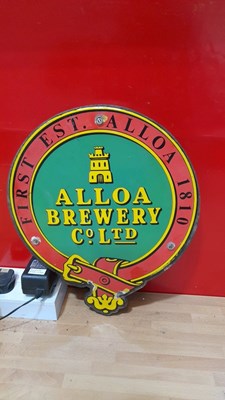 FIRST EST. ALLOA 1810
ALLOA
BREWERY
Co. LTD